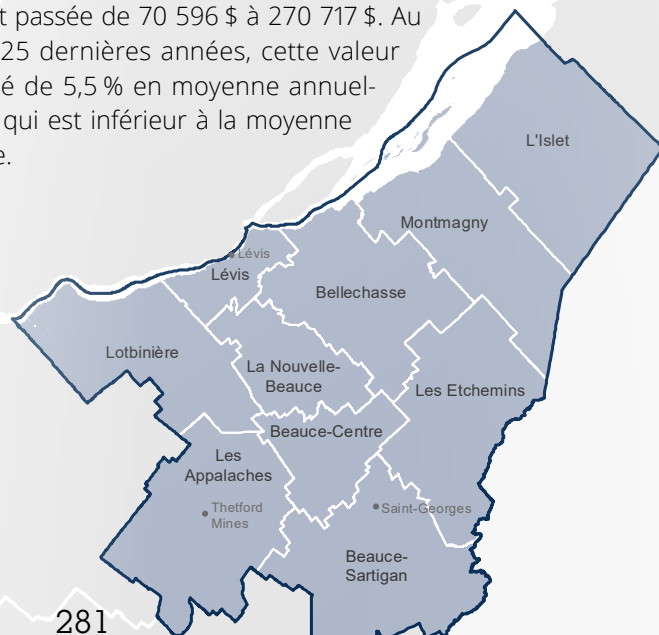 t passée de 70 596 $ à 270 717 $. Au
25 dernières années, cette valeur
é de 5,5 % en moyenne annuel-
qui est inférieur à la moyenne
e.
L'Islet
Montmagny
Lévis
Lévis
Bellechasse
Lotbinière
La Nouvelle-
Beauce
Les Etchemins
Beauce-Centre
Les
Appalaches
Thetford
Mines
Saint-Georges
Beauce-
Sartigan
281